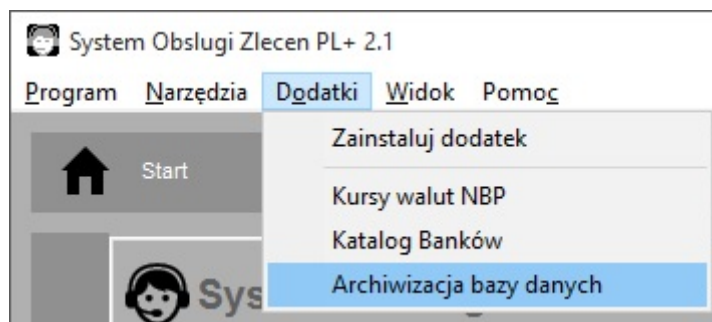 System Obslugi Zlecen PL+ 2.1
Program Narzędzia Dodatki Widok Pomoc
Zainstaluj dodatek
Start
Kursy walut NBP
Katalog Banków
Archiwizacja bazy danych
Sys